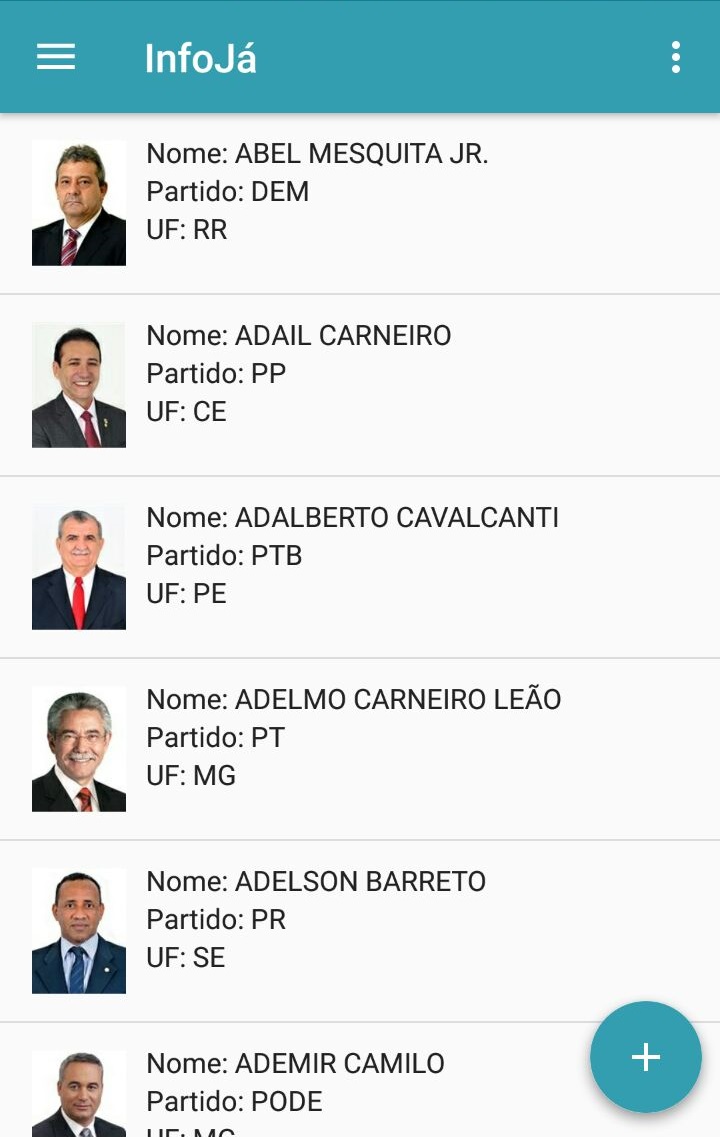 InfoJá
Nome: ABEL MESQUITA JR.
Partido: DEM
UF: RR
Nome: ADAIL CARNEIRO
Partido: PP
UF: CE
Nome: ADALBERTO CAVALCANTI
Partido: PTB
UF: PE
Nome: ADELMO CARNEIRO LEÃO
Partido: PT
UF: MG
Nome: ADELSON BARRETO
Partido: PR
UF: SE
Nome: ADEMIR CAMILO
Partido: PODE
UF: MG